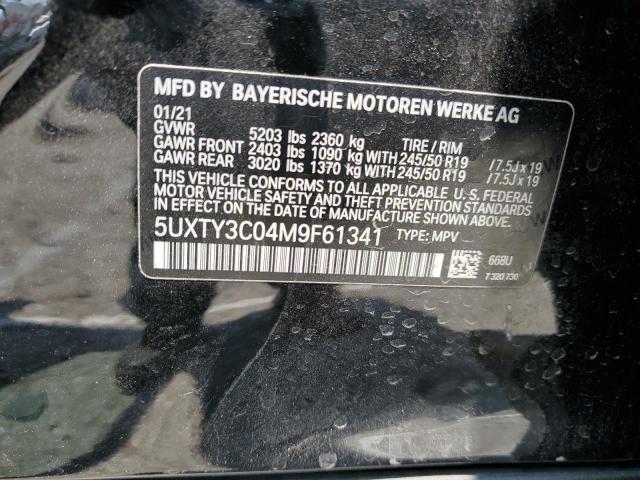 MFD BY BAYERISCHE MOTOREN WERKE AG
01/21
GVWR 5203 lbs 2360 kg TIRE / RIM
GAWR FRONT 2403 lbs 1090 kg WITH 245/50 R19 /7.5J x 19
GAWR REAR 3020 lbs 1370 kg WITH 245/50 R19 /7.5J x 19
THIS VEHICLE CONFORMS TO ALL APPLICABLE U. S. FEDERAL
MOTOR VEHICLE SAFETY AND THEFT PREVENTION STANDARDS
IN EFFECT ON THE DATE OF MANUFACTURE SHOWN ABOVE.
5UXTY3C04M9F61341 TYPE: MPV
668U
7 320 730